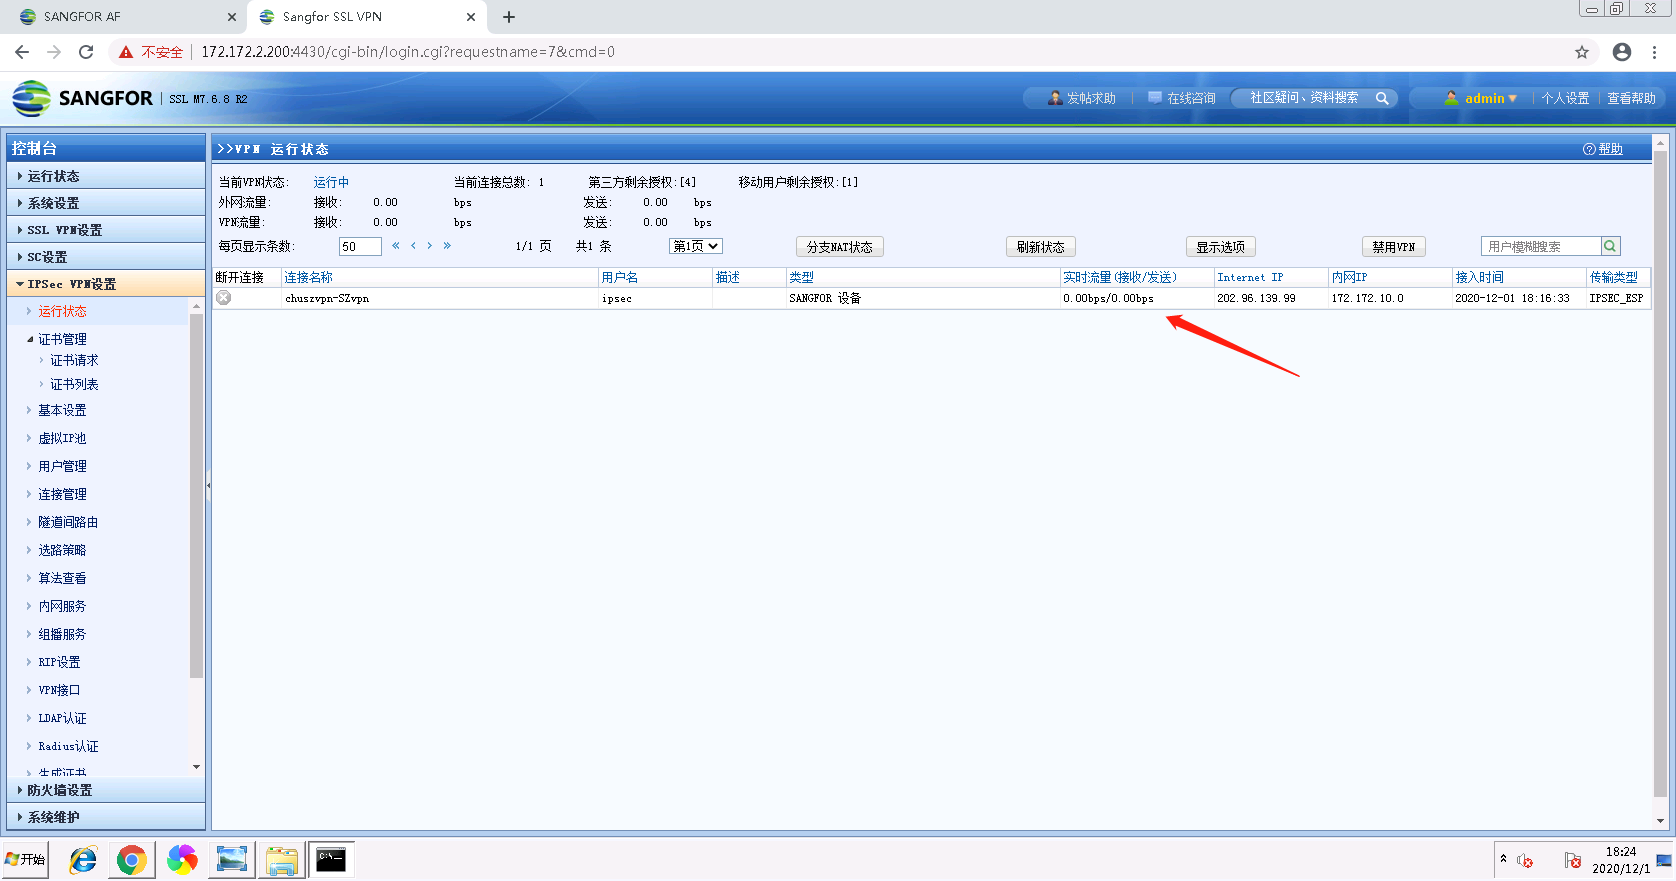 SANGFOR AF
Sangfor SSL VPN
不安全 172.172.2.200:4430/cgi-bin/login.cgi?requestname=7&cmd=0
SANGFOR SSL M7.6.8 R2
发帖求助 在线咨询 社区疑问、资料搜索 admin 个人设置 查看帮助
控制台
运行状态
系统设置
SSL VPN设置
SC设置
IPSec VPN设置
运行状态
证书管理
证书请求
证书列表
基本设置
虚拟IP池
用户管理
连接管理
隧道间路由
选路策略
算法查看
内网服务
组播服务
RIP设置
VPN接口
LDAP认证
Radius认证
生成证书
防火墙设置
系统维护
>>VPN 运行状态 帮助
当前VPN状态: 运行中 当前连接总数: 1 第三方剩余授权:[4] 移动用户剩余授权:[1]
外网流量: 接收: 0.00 bps 发送: 0.00 bps
VPN流量: 接收: 0.00 bps 发送: 0.00 bps
每页显示条数: 50 « ‹ › » 1/1 页 共1 条 第1页 分支NAT状态 刷新状态 显示选项 禁用VPN 用户模糊搜索
断开连接 连接名称 用户名 描述 类型 实时流量(接收/发送) Internet IP 内网IP 接入时间 传输类型
chuszvpn-SZvpn ipsec SANGFOR 设备 0.00bps/0.00bps 202.96.139.99 172.172.10.0 2020-12-01 18:16:33 IPSEC_ESP
开始
C:\.
18:24
2020/12/1